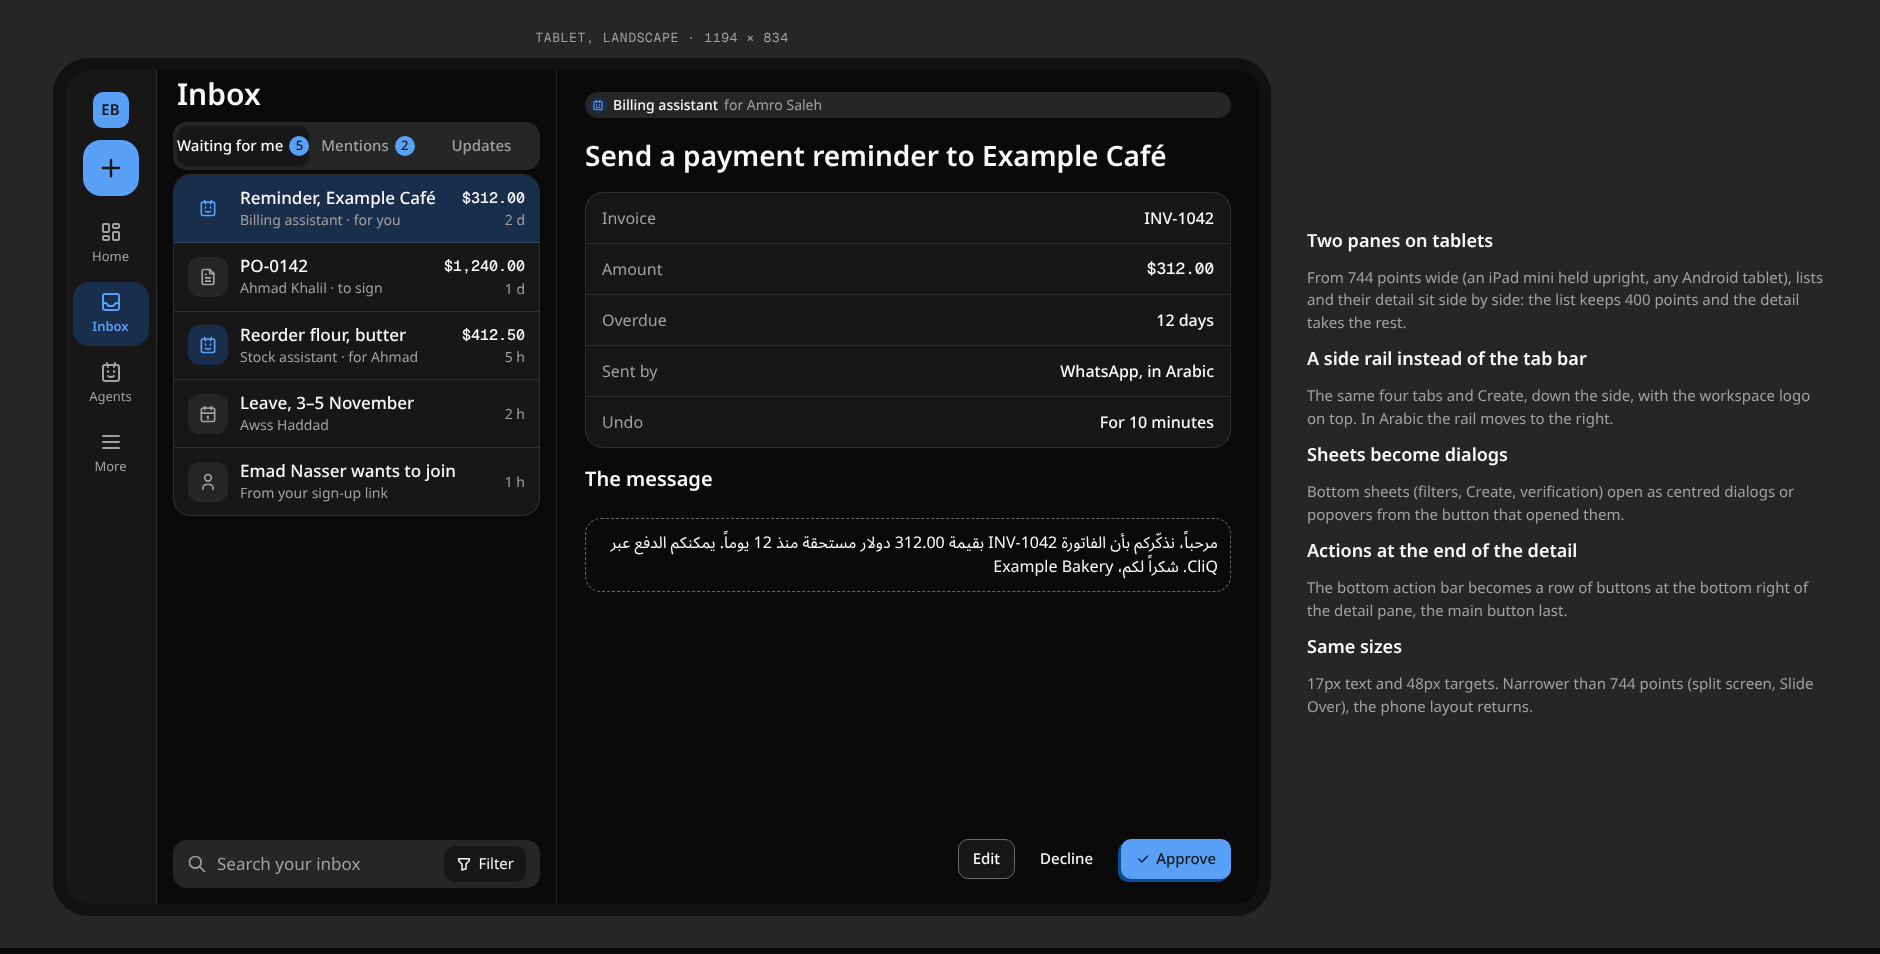 TABLET, LANDSCAPE · 1194 × 834
EB
Home
Inbox
Agents
More
Inbox
Waiting for me 5 Mentions 2 Updates
Reminder, Example Café $312.00
Billing assistant · for you 2 d
PO-0142 $1,240.00
Ahmad Khalil · to sign 1 d
Reorder flour, butter $412.50
Stock assistant · for Ahmad 5 h
Leave, 3–5 November
Awss Haddad 2 h
Emad Nasser wants to join
From your sign-up link 1 h
Search your inbox Filter
Billing assistant for Amro Saleh
Send a payment reminder to Example Café
Invoice INV-1042
Amount $312.00
Overdue 12 days
Sent by WhatsApp, in Arabic
Undo For 10 minutes
The message
مرحباً، نذكّركم بأن الفاتورة INV-1042 بقيمة 312.00 دولار مستحقة منذ 12 يوماً. يمكنكم الدفع عبر
CliQ. شكراً لكم، Example Bakery
Edit Decline Approve
Two panes on tablets
From 744 points wide (an iPad mini held upright, any Android tablet), lists
and their detail sit side by side: the list keeps 400 points and the detail
takes the rest.
A side rail instead of the tab bar
The same four tabs and Create, down the side, with the workspace logo
on top. In Arabic the rail moves to the right.
Sheets become dialogs
Bottom sheets (filters, Create, verification) open as centred dialogs or
popovers from the button that opened them.
Actions at the end of the detail
The bottom action bar becomes a row of buttons at the bottom right of
the detail pane, the main button last.
Same sizes
17px text and 48px targets. Narrower than 744 points (split screen, Slide
Over), the phone layout returns.